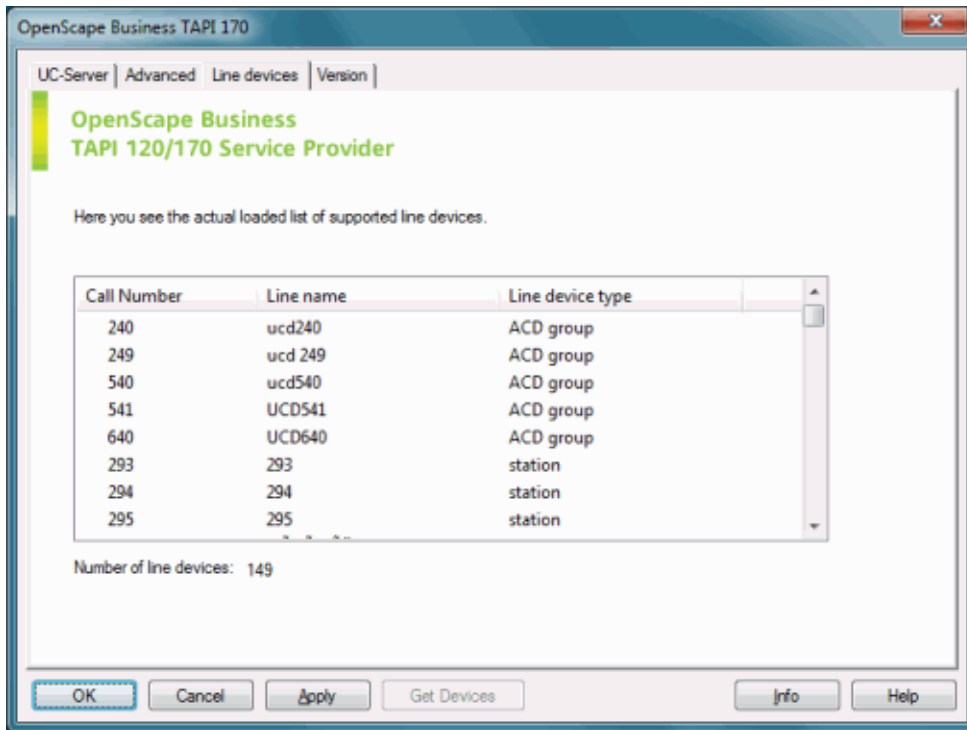 OpenScape Business TAPI 170
UC-Server Advanced Line devices Version
OpenScape Business
TAPI 120/170 Service Provider
Here you see the actual loaded list of supported line devices.
Call Number Line name Line device type
240 ucd240 ACD group
249 ucd 249 ACD group
540 ucd540 ACD group
541 UCD541 ACD group
640 UCD640 ACD group
293 293 station
294 294 station
295 295 station
Number of line devices: 149
OK Cancel Apply Get Devices Info Help